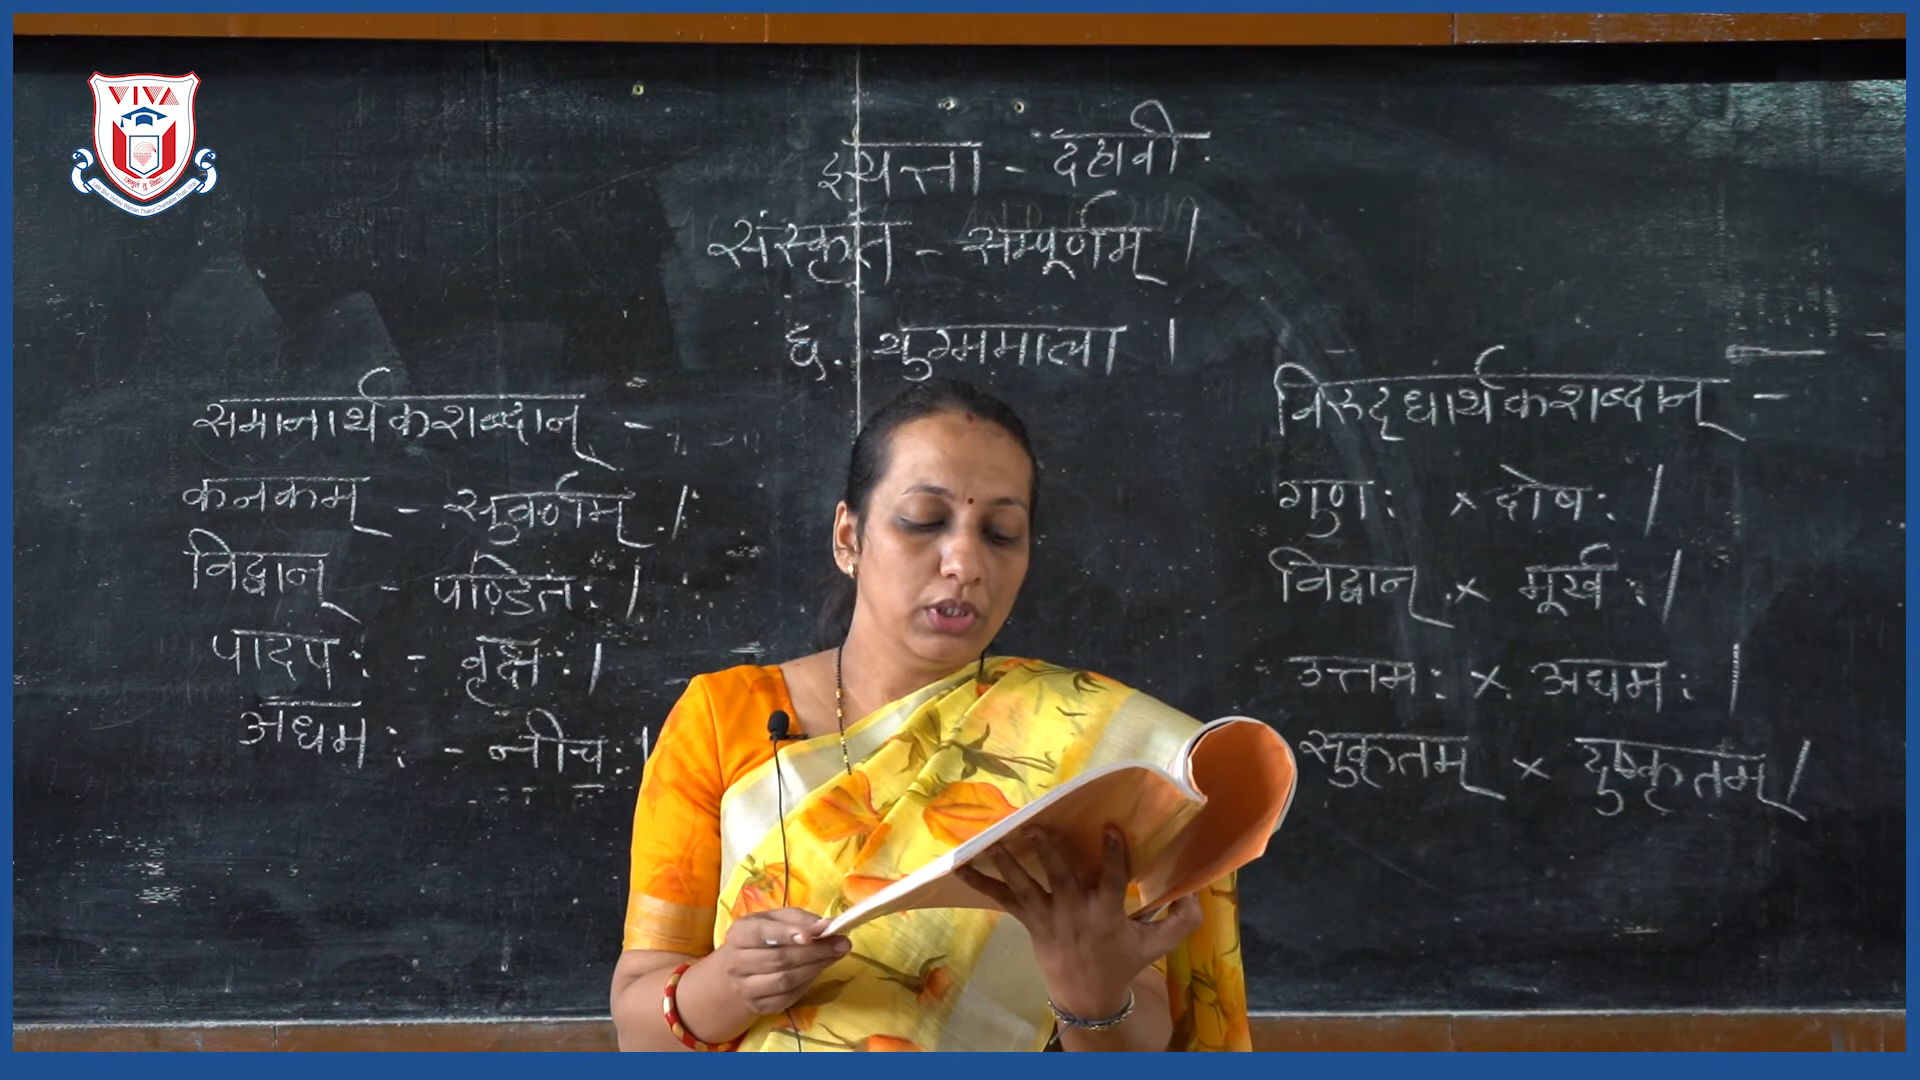 VIVA
इयत्ता - दहावी.
संस्कृत - सम्पूर्णम् ।
६. युग्ममाला ।
समानार्थकशब्दान् -
कनकम् - सुवर्णम् ।
विद्वान् - पण्डितः ।
पादपः - वृक्षः ।
अधमः - नीचः ।
विरुद्धार्थकशब्दान् -
गुणः × दोषः ।
विद्वान् × मूर्खः ।
उत्तमः × अधमः ।
सुकृतम् × दुष्कृतम् ।